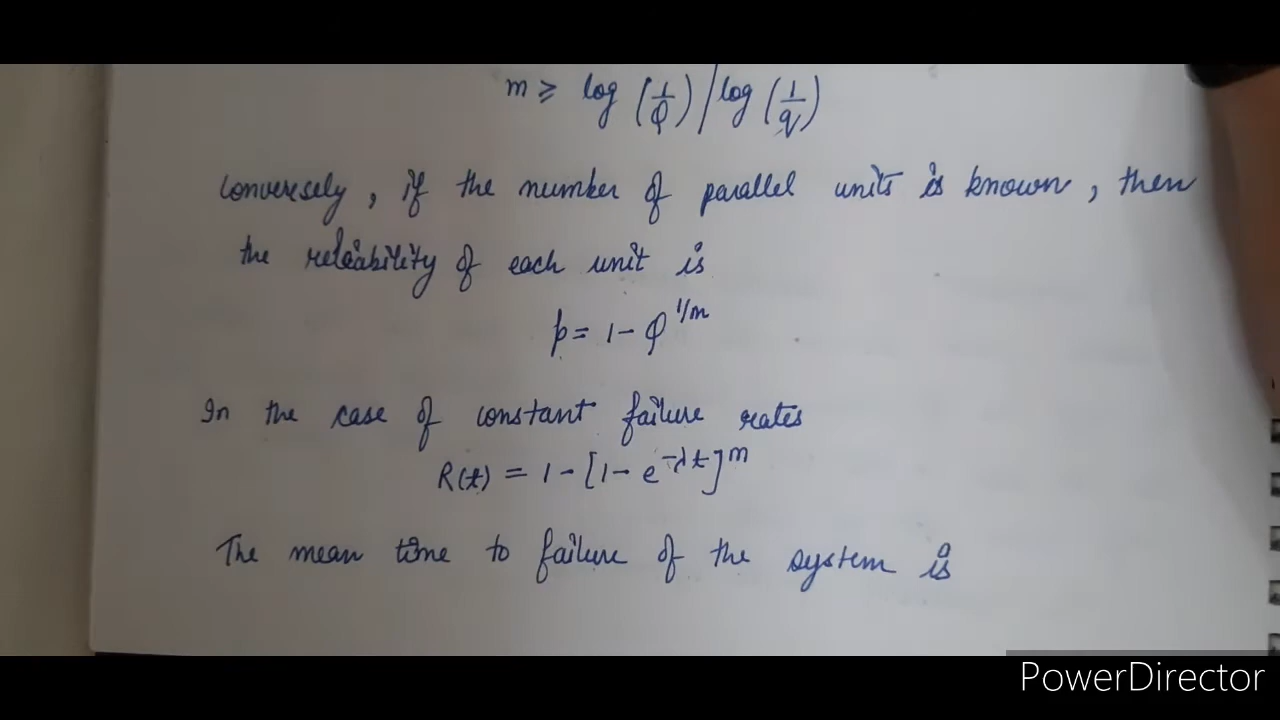 m ≥ log (1/φ) / log (1/q)
conversely, if the number of parallel units is known, then
the reliability of each unit is
p = 1 - φ^1/m
In the case of constant failure rates
R(t) = 1 - [1 - e^-λt]^m
The mean time to failure of the system is
PowerDirector